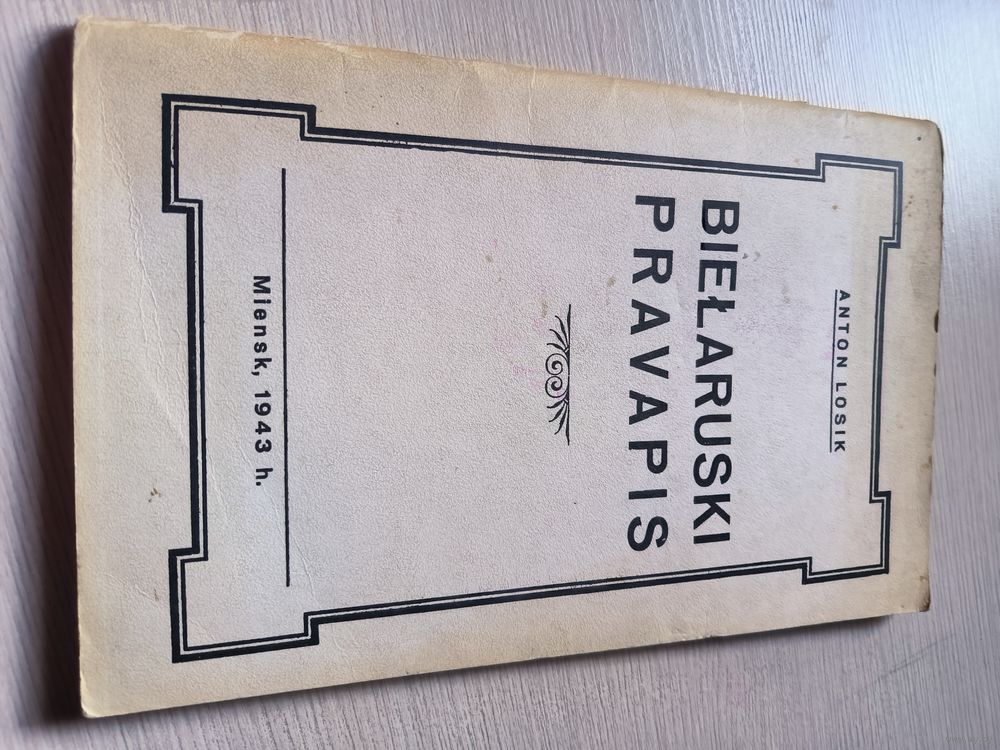 ANTON LOSIK
BIEŁARUSKI
PRAVAPIS
Miensk, 1943 h.